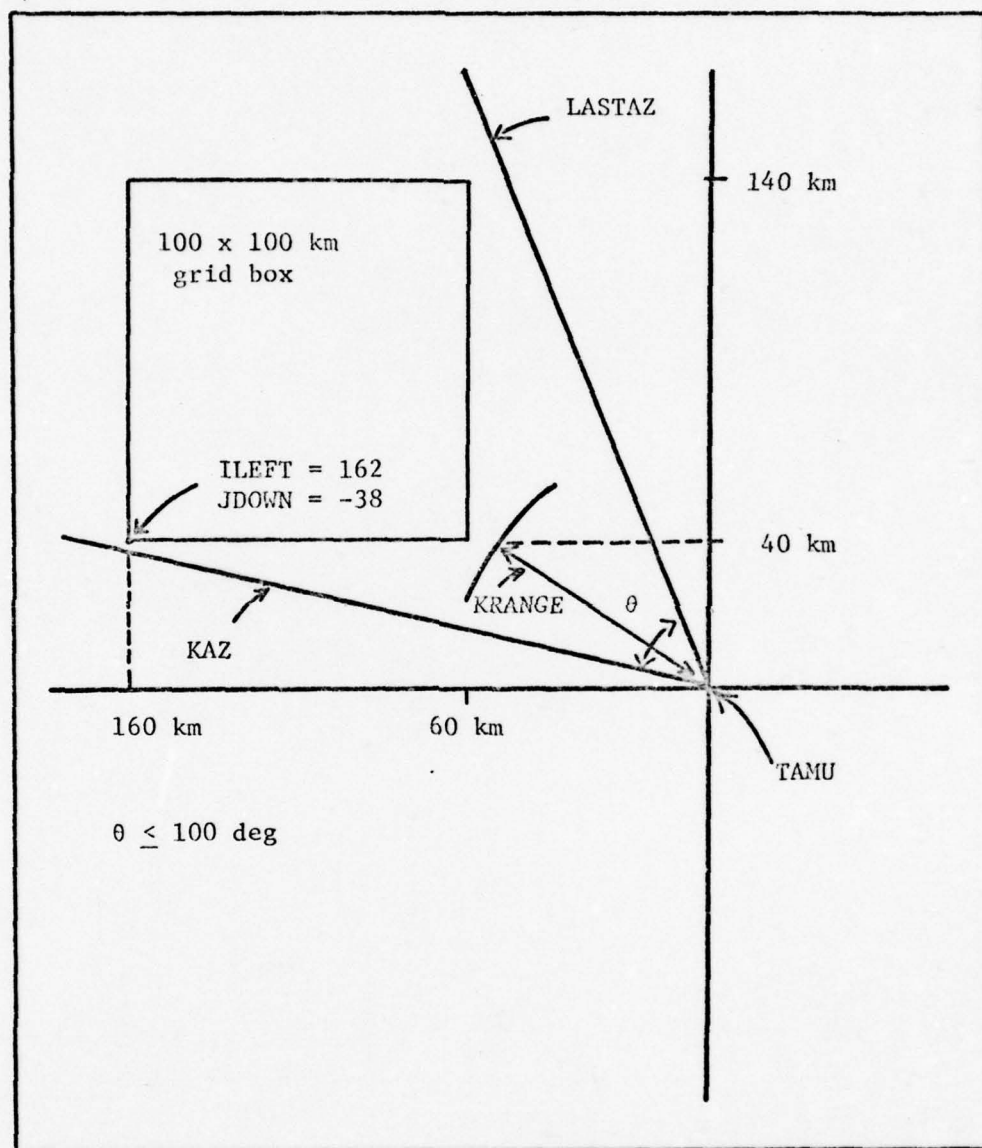 LASTAZ
140 km
100 x 100 km
grid box
ILEFT = 162
JDOWN = -38
40 km
KRANGE
θ
KAZ
160 km
60 km
TAMU
θ ≤ 100 deg